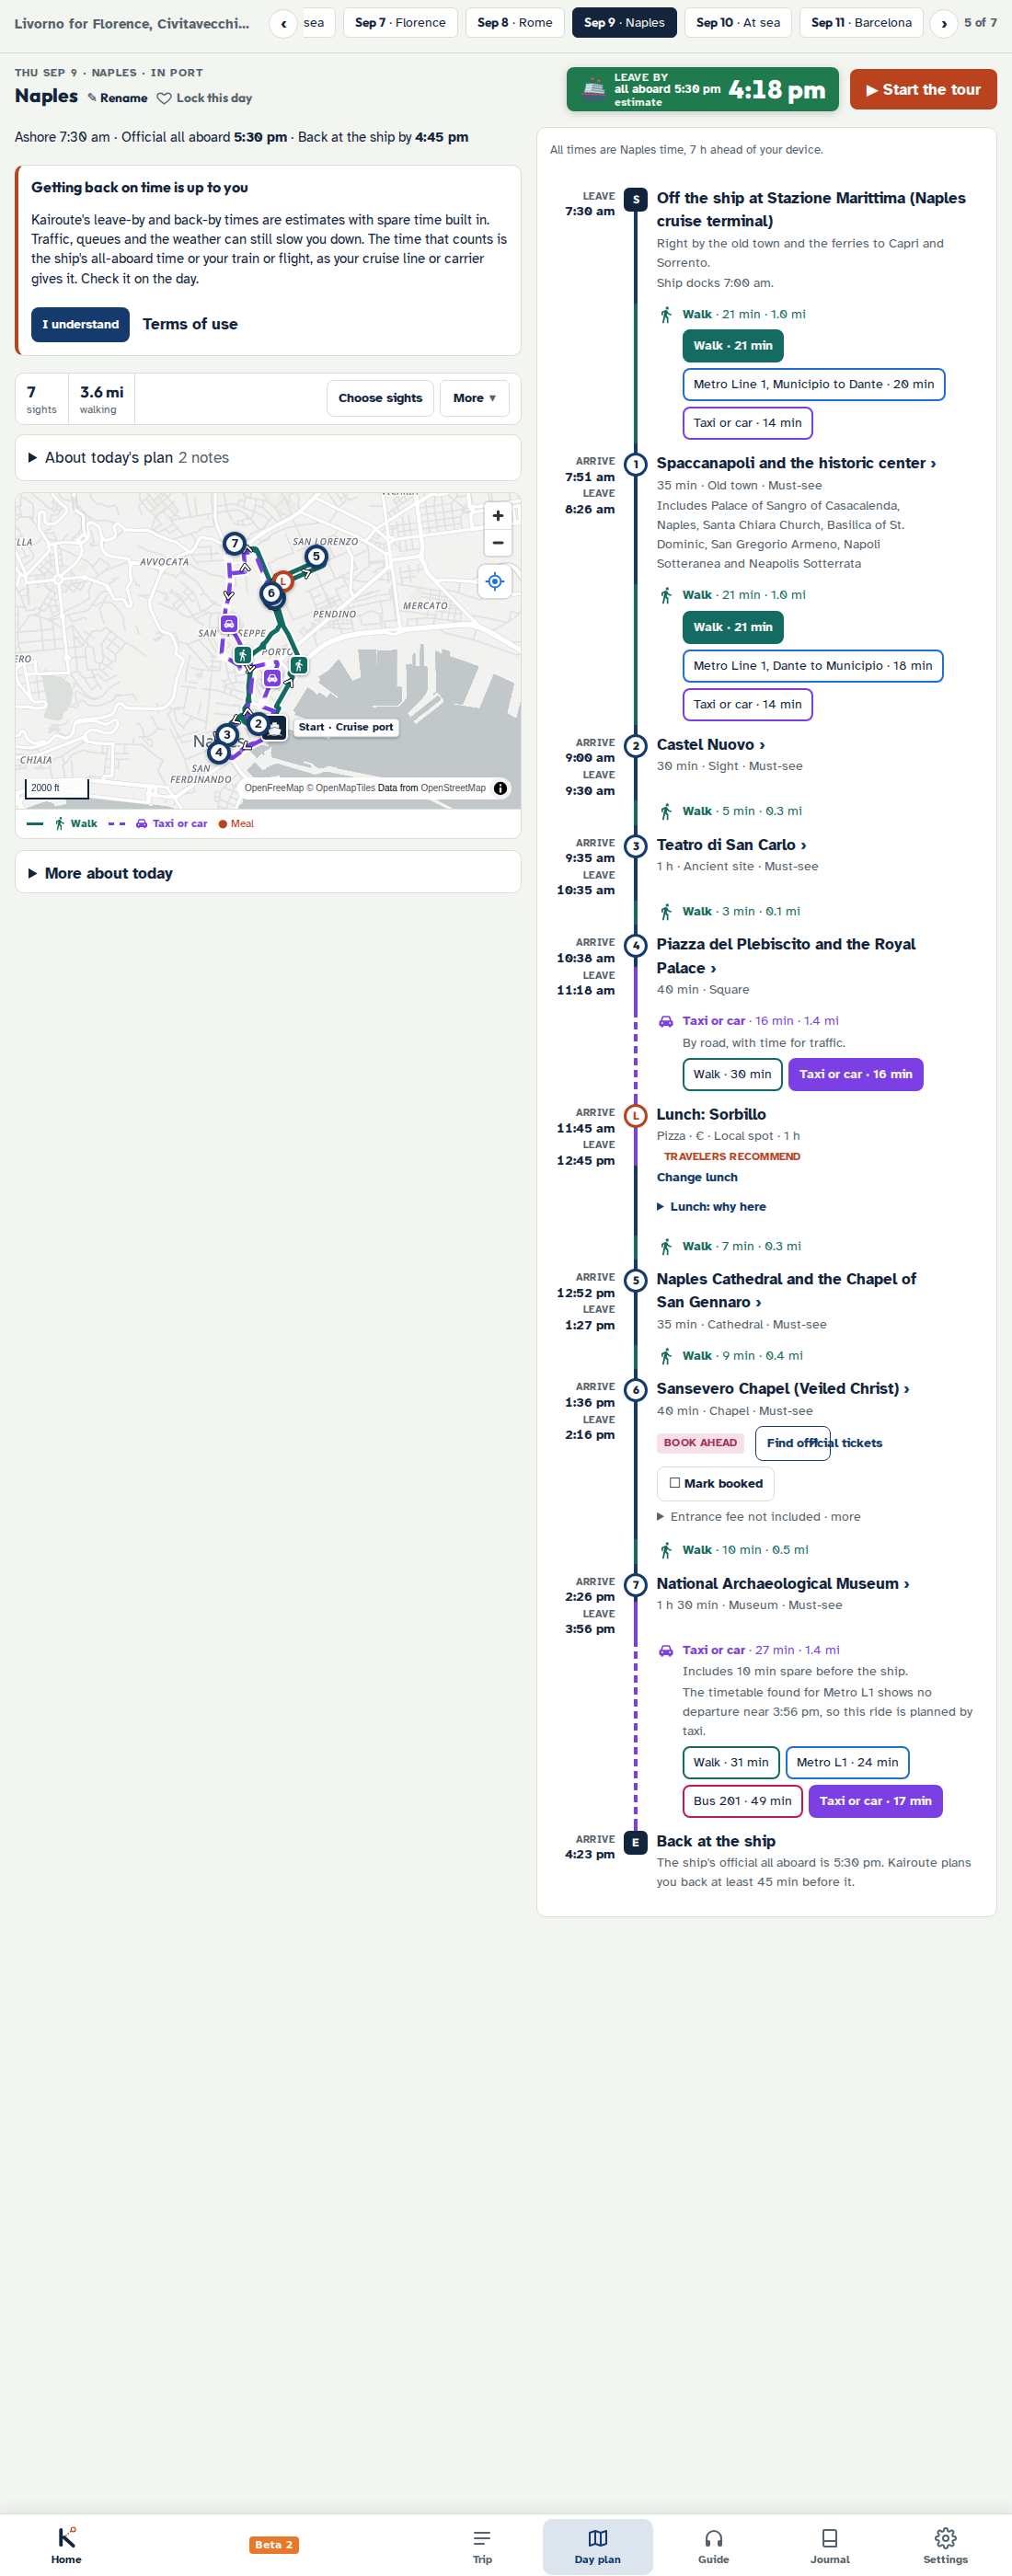 Livorno for Florence, Civitavecchi...
‹
sea
Sep 7 · Florence
Sep 8 · Rome
Sep 9 · Naples
Sep 10 · At sea
Sep 11 · Barcelona
›
5 of 7
THU SEP 9 · NAPLES · IN PORT
Naples ✎ Rename Lock this day
LEAVE BY
all aboard 5:30 pm
estimate
4:18 pm
▶ Start the tour
Ashore 7:30 am · Official all aboard 5:30 pm · Back at the ship by 4:45 pm
Getting back on time is up to you
Kairoute's leave-by and back-by times are estimates with spare time built in.
Traffic, queues and the weather can still slow you down. The time that counts is
the ship's all-aboard time or your train or flight, as your cruise line or carrier
gives it. Check it on the day.
I understand
Terms of use
7
sights
3.6 mi
walking
Choose sights
More ▼
▶ About today's plan 2 notes
LLA
AVVOCATA
SAN LORENZO
MERCATO
PENDINO
PORTO
ERO
CHIAIA
SAN
FERDINANDO
7
5
L
6
2
3
4
Start · Cruise port
+
−
2000 ft
OpenFreeMap © OpenMapTiles Data from OpenStreetMap
Walk
Taxi or car
Meal
▶ More about today
All times are Naples time, 7 h ahead of your device.
LEAVE
7:30 am
S
Off the ship at Stazione Marittima (Naples
cruise terminal)
Right by the old town and the ferries to Capri and
Sorrento.
Ship docks 7:00 am.
Walk · 21 min · 1.0 mi
Walk · 21 min
Metro Line 1, Municipio to Dante · 20 min
Taxi or car · 14 min
ARRIVE
7:51 am
LEAVE
8:26 am
1
Spaccanapoli and the historic center ›
35 min · Old town · Must-see
Includes Palace of Sangro of Casacalenda,
Naples, Santa Chiara Church, Basilica of St.
Dominic, San Gregorio Armeno, Napoli
Sotteranea and Neapolis Sotterrata
Walk · 21 min · 1.0 mi
Walk · 21 min
Metro Line 1, Dante to Municipio · 18 min
Taxi or car · 14 min
ARRIVE
9:00 am
LEAVE
9:30 am
2
Castel Nuovo ›
30 min · Sight · Must-see
Walk · 5 min · 0.3 mi
ARRIVE
9:35 am
LEAVE
10:35 am
3
Teatro di San Carlo ›
1 h · Ancient site · Must-see
Walk · 3 min · 0.1 mi
ARRIVE
10:38 am
LEAVE
11:18 am
4
Piazza del Plebiscito and the Royal
Palace ›
40 min · Square
Taxi or car · 16 min · 1.4 mi
By road, with time for traffic.
Walk · 30 min
Taxi or car · 16 min
ARRIVE
11:45 am
LEAVE
12:45 pm
L
Lunch: Sorbillo
Pizza · € · Local spot · 1 h
TRAVELERS RECOMMEND
Change lunch
▶ Lunch: why here
Walk · 7 min · 0.3 mi
ARRIVE
12:52 pm
LEAVE
1:27 pm
5
Naples Cathedral and the Chapel of
San Gennaro ›
35 min · Cathedral · Must-see
Walk · 9 min · 0.4 mi
ARRIVE
1:36 pm
LEAVE
2:16 pm
6
Sansevero Chapel (Veiled Christ) ›
40 min · Chapel · Must-see
BOOK AHEAD
Find official tickets
☐ Mark booked
▶ Entrance fee not included · more
Walk · 10 min · 0.5 mi
ARRIVE
2:26 pm
LEAVE
3:56 pm
7
National Archaeological Museum ›
1 h 30 min · Museum · Must-see
Taxi or car · 27 min · 1.4 mi
Includes 10 min spare before the ship.
The timetable found for Metro L1 shows no
departure near 3:56 pm, so this ride is planned by
taxi.
Walk · 31 min
Metro L1 · 24 min
Bus 201 · 49 min
Taxi or car · 17 min
ARRIVE
4:23 pm
E
Back at the ship
The ship's official all aboard is 5:30 pm. Kairoute plans
you back at least 45 min before it.
Home
Beta 2
Trip
Day plan
Guide
Journal
Settings